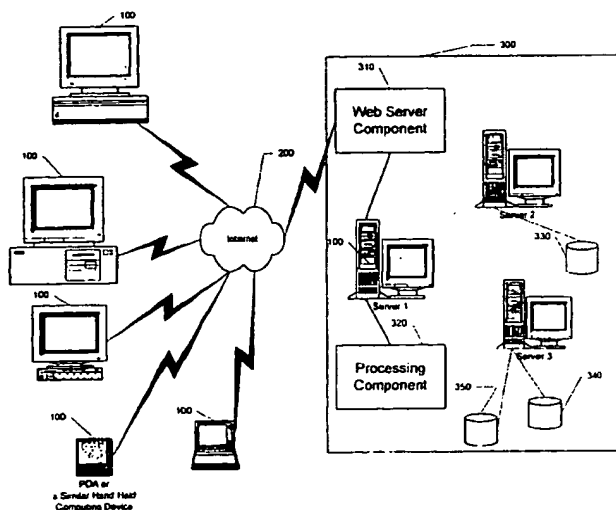 100
300
310
Web Server
Component
100
200
Internet
Server 2
330
100
Server 1
100
320
Server 3
Processing
Component
350
340
100
100
PDA or
a Similar Hand Held
Computing Device